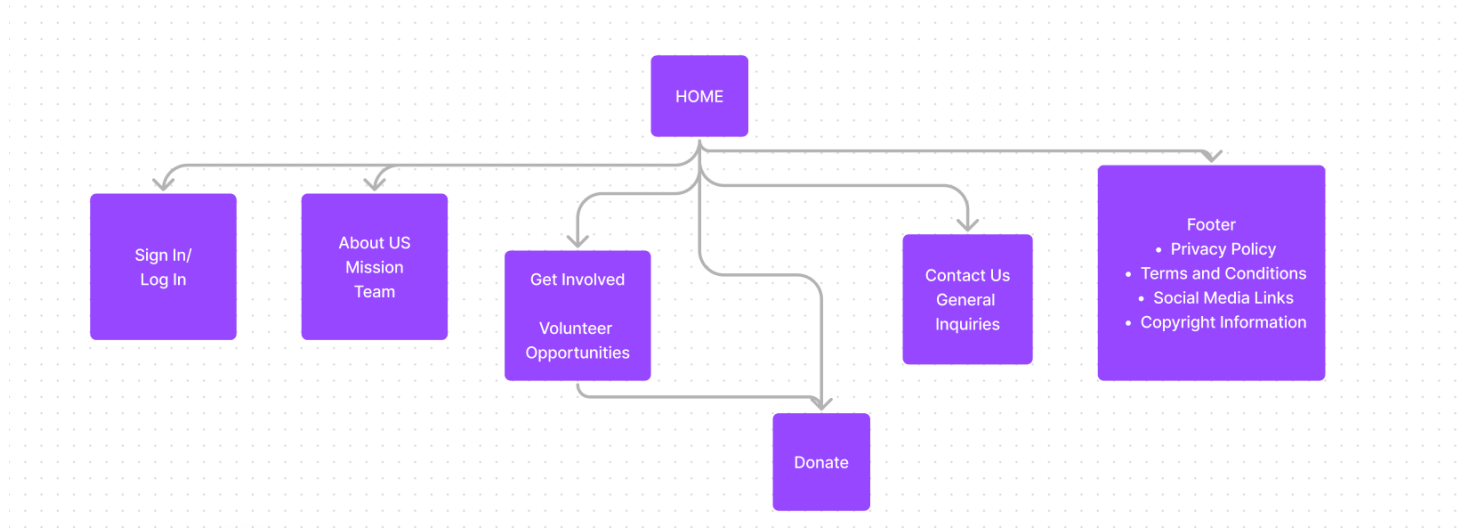 HOME
Sign In/
Log In
About US
Mission
Team
Get Involved
Volunteer
Opportunities
Donate
Contact Us
General
Inquiries
Footer
• Privacy Policy
• Terms and Conditions
• Social Media Links
• Copyright Information